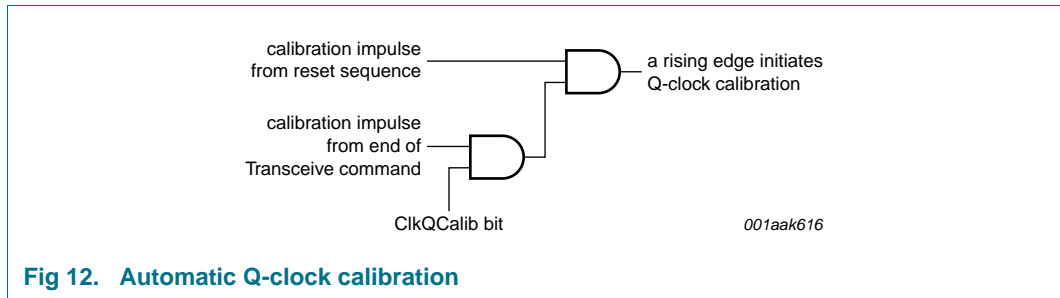 calibration impulse
from reset sequence
a rising edge initiates
Q-clock calibration
calibration impulse
from end of
Transceive command
ClkQCalib bit
001aak616
Fig 12. Automatic Q-clock calibration